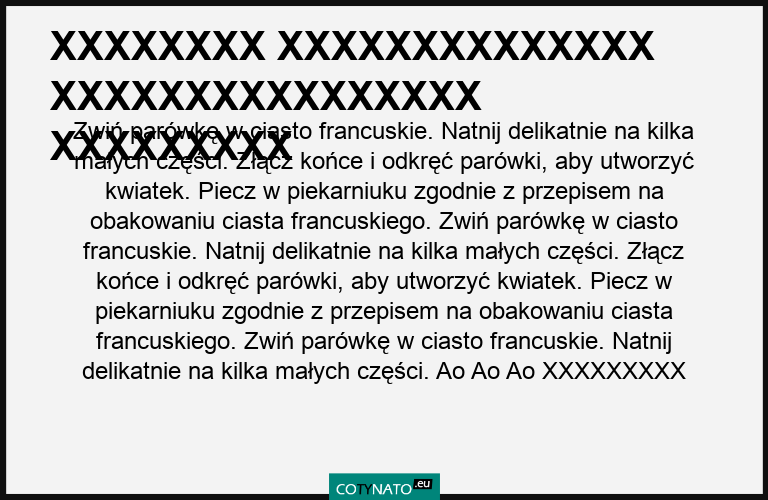 XXXXXXXX XXXXXXXXXXXXXX
XXXXXXXXXXXXXXXX
XXXXXXXXX
Zwiń parówkę w ciasto francuskie. Natnij delikatnie na kilka
małych części. Złącz końce i odkręć parówki, aby utworzyć
kwiatek. Piecz w piekarniuku zgodnie z przepisem na
obakowaniu ciasta francuskiego. Zwiń parówkę w ciasto
francuskie. Natnij delikatnie na kilka małych części. Złącz
końce i odkręć parówki, aby utworzyć kwiatek. Piecz w
piekarniuku zgodnie z przepisem na obakowaniu ciasta
francuskiego. Zwiń parówkę w ciasto francuskie. Natnij
delikatnie na kilka małych części. Ao Ao Ao XXXXXXXXX
COTYNATO.eu